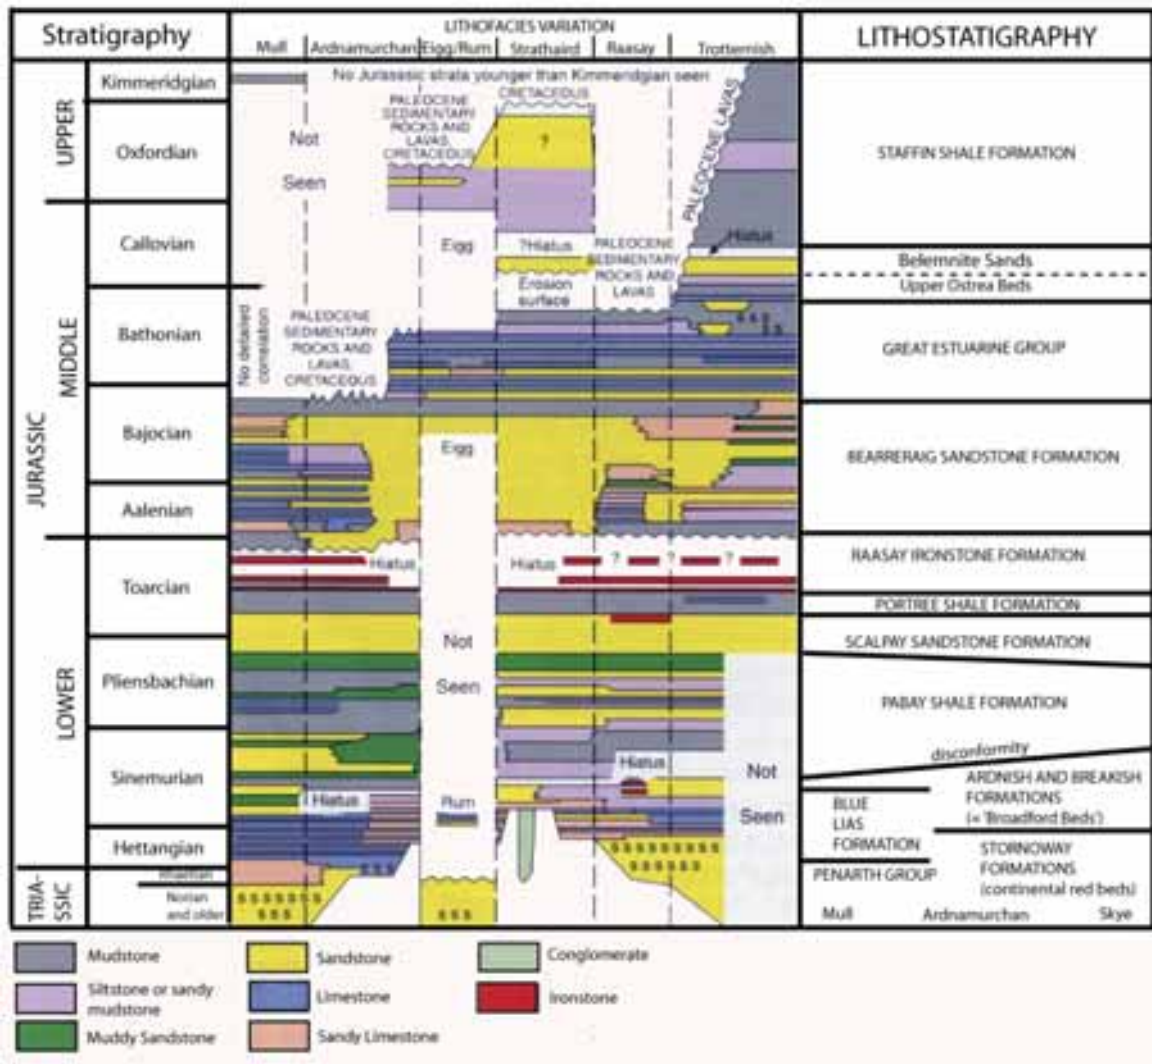 Stratigraphy
LITHOFACIES VARIATION
Mull
Ardnamurchan
Eigg/Rum
Strathaird
Raasay
Trotternish
LITHOSTATIGRAPHY
UPPER
MIDDLE
JURASSIC
LOWER
TRIA-
SSIC
Kimmeridgian
Oxfordian
Callovian
Bathonian
Bajocian
Aalenian
Toarcian
Pliensbachian
Sinemurian
Hettangian
Rhaetian
Norian
and older
No Jurassic strata younger than Kimmeridgian seen
Not
Seen
PALEOCENE
SEDIMENTARY
ROCKS AND
LAVAS,
CRETACEOUS
CRETACEOUS
?
PALEOCENE LAVAS
Eigg
?Hiatus
Erosion
surface
PALEOCENE
SEDIMENTARY
ROCKS AND
LAVAS
Hiatus
No detailed
correlation
PALEOCENE
SEDIMENTARY
ROCKS AND
LAVAS,
CRETACEOUS
Eigg
Hiatus
Hiatus
? ? ?
Not
Seen
Hiatus
Hiatus
Rum
Not
Seen
STAFFIN SHALE FORMATION
Belemnite Sands
Upper Ostrea Beds
GREAT ESTUARINE GROUP
BEARRERAIG SANDSTONE FORMATION
RAASAY IRONSTONE FORMATION
PORTREE SHALE FORMATION
SCALPAY SANDSTONE FORMATION
PABAY SHALE FORMATION
disconformity
ARDNISH AND BREAKISH
FORMATIONS
(= 'Broadford Beds')
BLUE
LIAS
FORMATION
STORNOWAY
FORMATIONS
(continental red beds)
PENARTH GROUP
Mull
Ardnamurchan
Skye
Mudstone
Siltstone or sandy
mudstone
Muddy Sandstone
Sandstone
Limestone
Sandy Limestone
Conglomerate
Ironstone